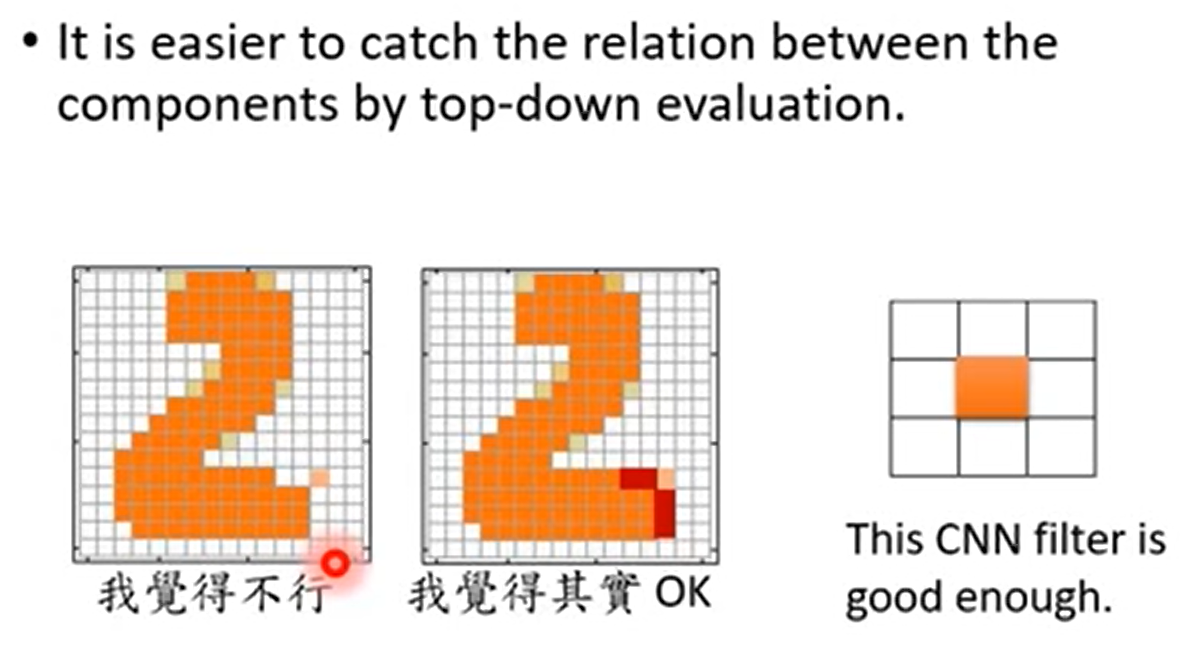 • It is easier to catch the relation between the
components by top-down evaluation.
我覺得不行
我覺得其實 OK
This CNN filter is
good enough.